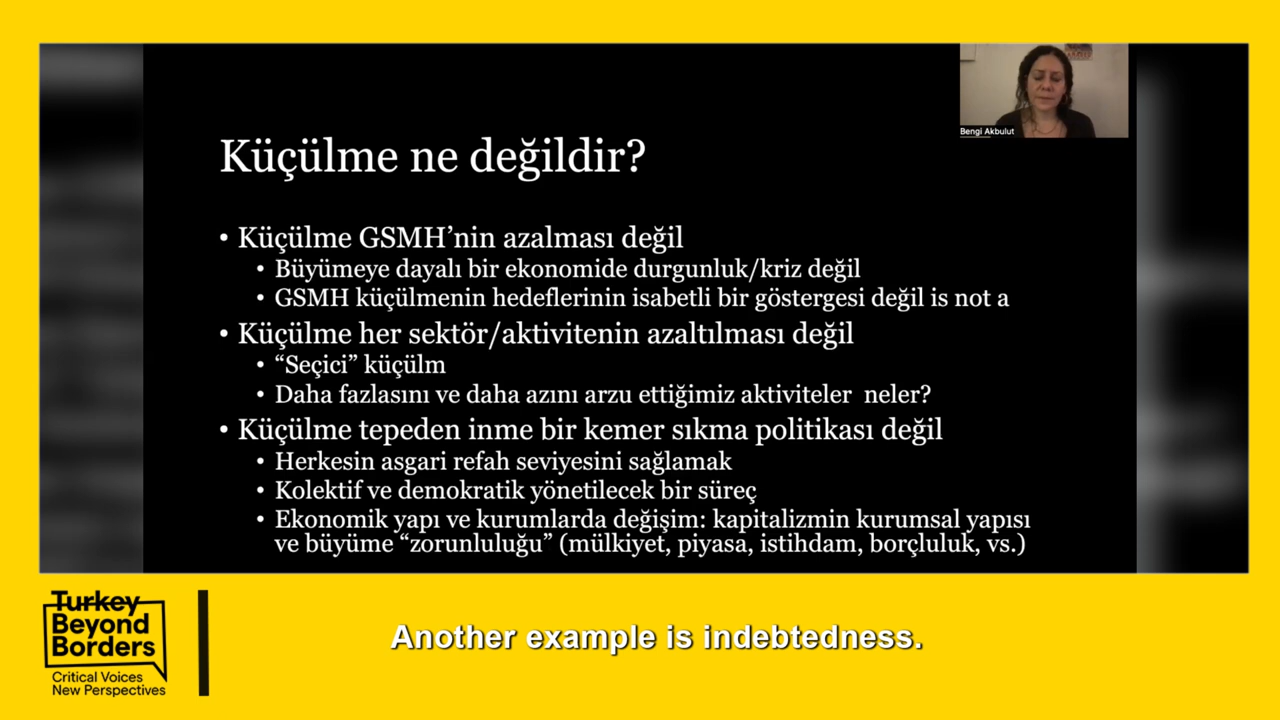 Bengi Akbulut
Küçülme ne değildir?
• Küçülme GSMH’nin azalması değil
• Büyümeye dayalı bir ekonomide durgunluk/kriz değil
• GSMH küçülmenin hedeflerinin isabetli bir göstergesi değil is not a
• Küçülme her sektör/aktivitenin azaltılması değil
• “Seçici” küçülm
• Daha fazlasını ve daha azını arzu ettiğimiz aktiviteler neler?
• Küçülme tepeden inme bir kemer sıkma politikası değil
• Herkesin asgari refah seviyesini sağlamak
• Kolektif ve demokratik yönetilecek bir süreç
• Ekonomik yapı ve kurumlarda değişim: kapitalizmin kurumsal yapısı
ve büyüme “zorunluluğu” (mülkiyet, piyasa, istihdam, borçluluk, vs.)
Turkey
Beyond
Borders
Critical Voices
New Perspectives
Another example is indebtedness.